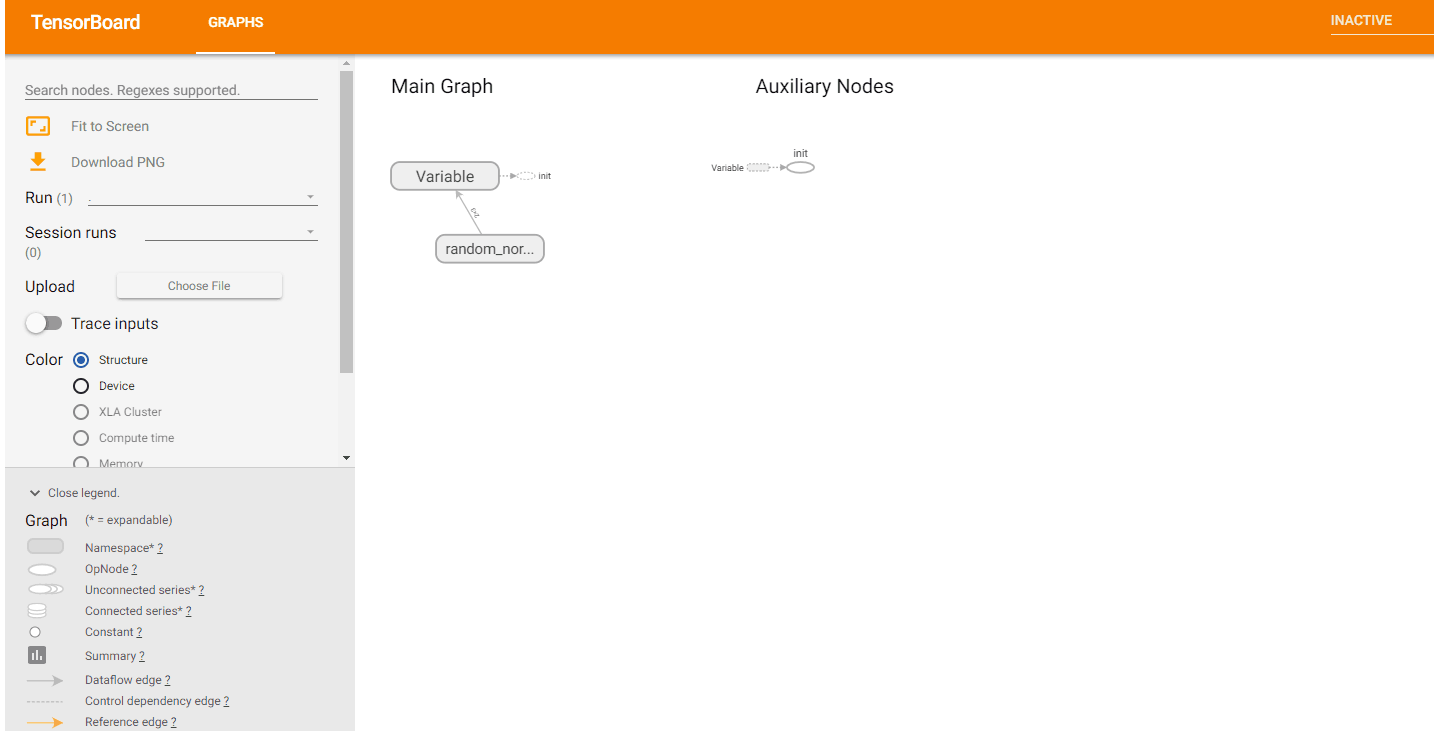 TensorBoard GRAPHS INACTIVE
Search nodes. Regexes supported.
Fit to Screen
Download PNG
Run (1) .
Session runs
(0)
Upload Choose File
Trace inputs
Color Structure
Device
XLA Cluster
Compute time
Memory
Close legend.
Graph (* = expandable)
Namespace* ?
OpNode ?
Unconnected series* ?
Connected series* ?
Constant ?
Summary ?
Dataflow edge ?
Control dependency edge ?
Reference edge ?
Main Graph
Variable init
random_nor...
Auxiliary Nodes
init
Variable